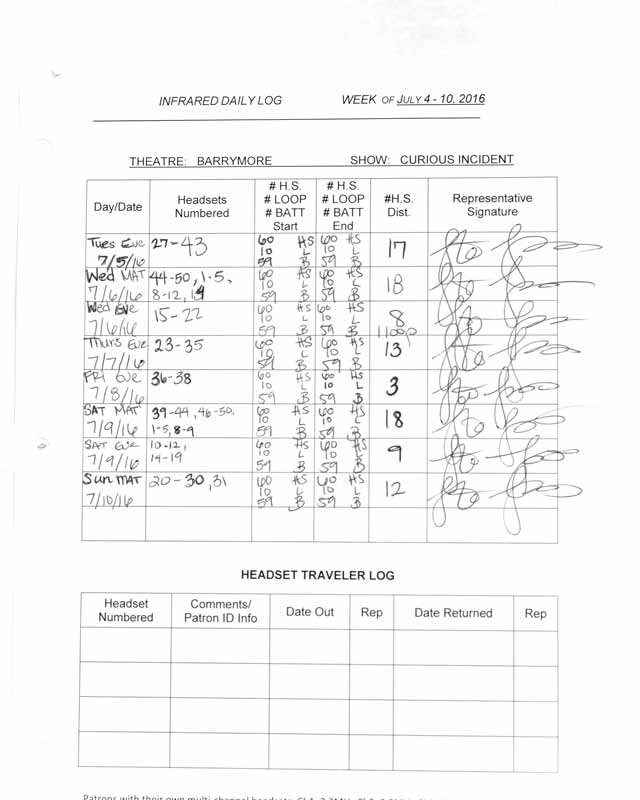 INFRARED DAILY LOG WEEK OF JULY 4 - 10, 2016
THEATRE: BARRYMORE SHOW: CURIOUS INCIDENT
Day/Date Headsets Numbered # H.S. # LOOP # BATT Start # H.S. # LOOP # BATT End #H.S. Dist. Representative Signature
Tues Eve 27-43 60 HS 60 HS 17
7/5/16 10 L 10 L
59 B 59 B
Wed MAT 44-50, 1-5, 60 HS 60 HS 18
7/6/16 8-12, 14 10 L 10 L
59 B 59 B
Wed Eve 15-22 60 HS 60 HS 8
7/6/16 10 L 10 L 1 loop
59 B 59 B
Thurs Eve 23-35 60 HS 60 HS 13
7/7/16 10 L 10 L
59 B 59 B
FRI Eve 36-38 60 HS 60 HS 3
7/8/16 10 L 10 L
59 B 59 B
SAT MAT 39-44, 46-50, 60 HS 60 HS 18
7/9/16 1-5, 8-9 10 L 10 L
59 B 59 B
SAT Eve 10-12, 60 HS 60 HS 9
7/9/16 14-19 10 L 10 L
59 B 59 B
Sun MAT 20-30, 31 60 HS 60 HS 12
7/10/16 10 L 10 L
59 B 59 B
HEADSET TRAVELER LOG
Headset Numbered Comments/ Patron ID Info Date Out Rep Date Returned Rep
Patrons with their own multi-channel headsets: